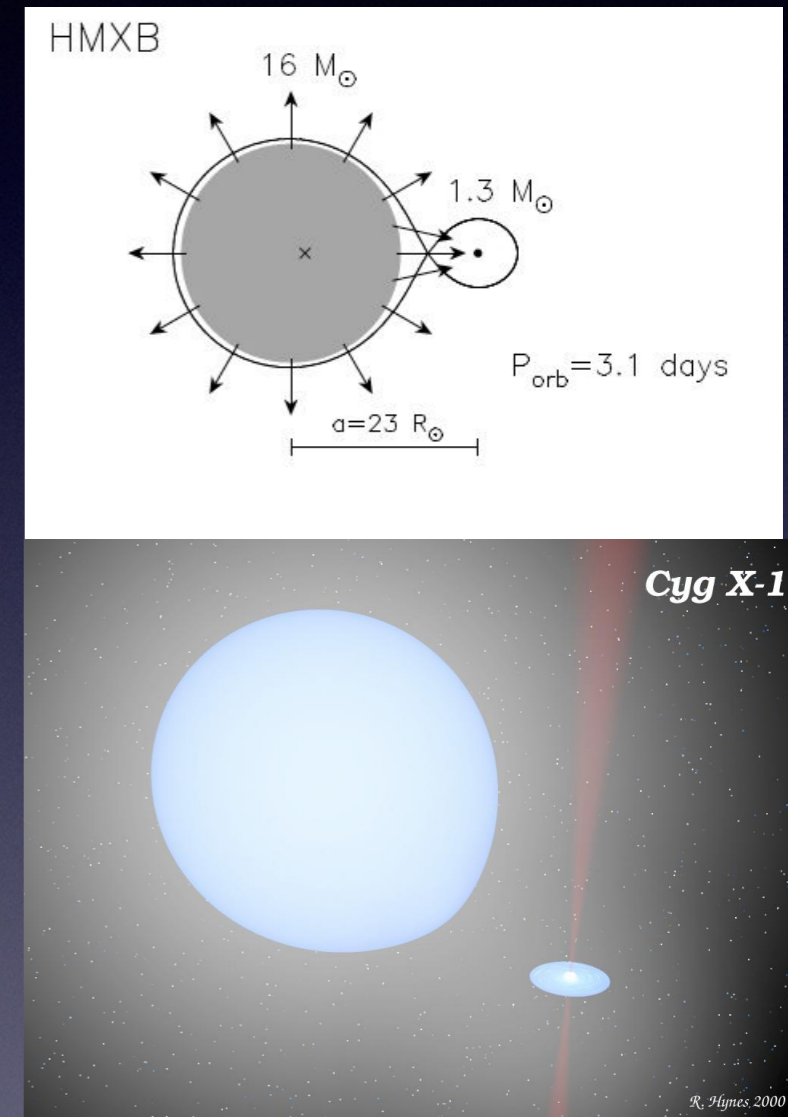 HMXB
16 M☉
1.3 M☉
P_orb=3.1 days
a=23 R☉
Cyg X-1
R. Hynes 2000